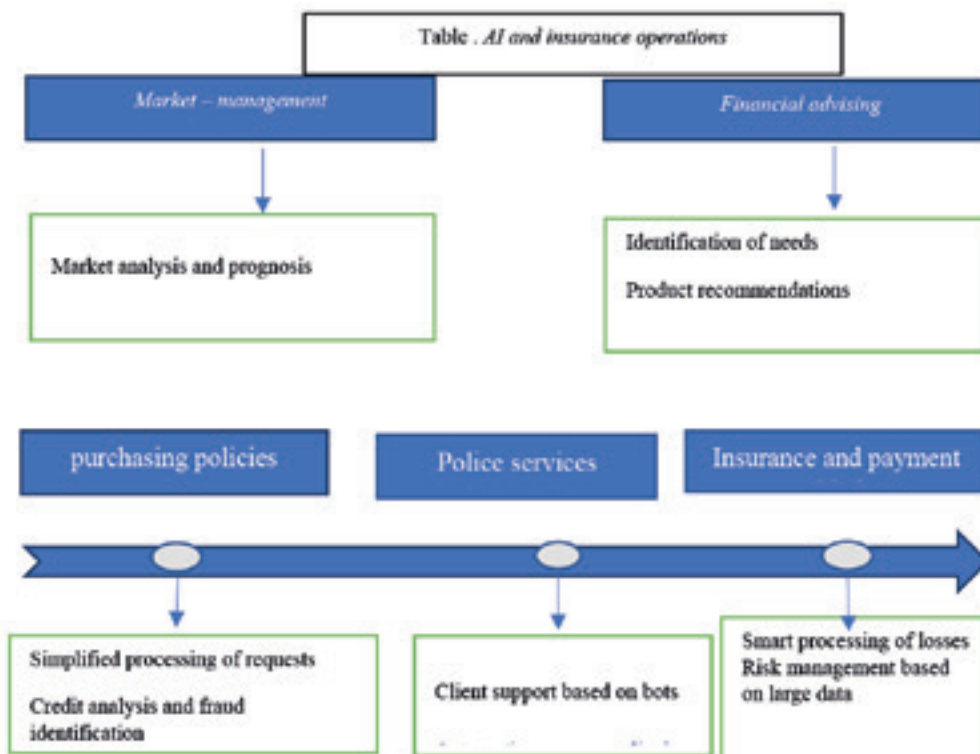 Table . AI and insurance operations
Market – management
Financial advising
Market analysis and prognosis
Identification of needs
Product recommendations
purchasing policies
Police services
Insurance and payment
Simplified processing of requests
Credit analysis and fraud
identification
Client support based on bots
Smart processing of losses
Risk management based
on large data